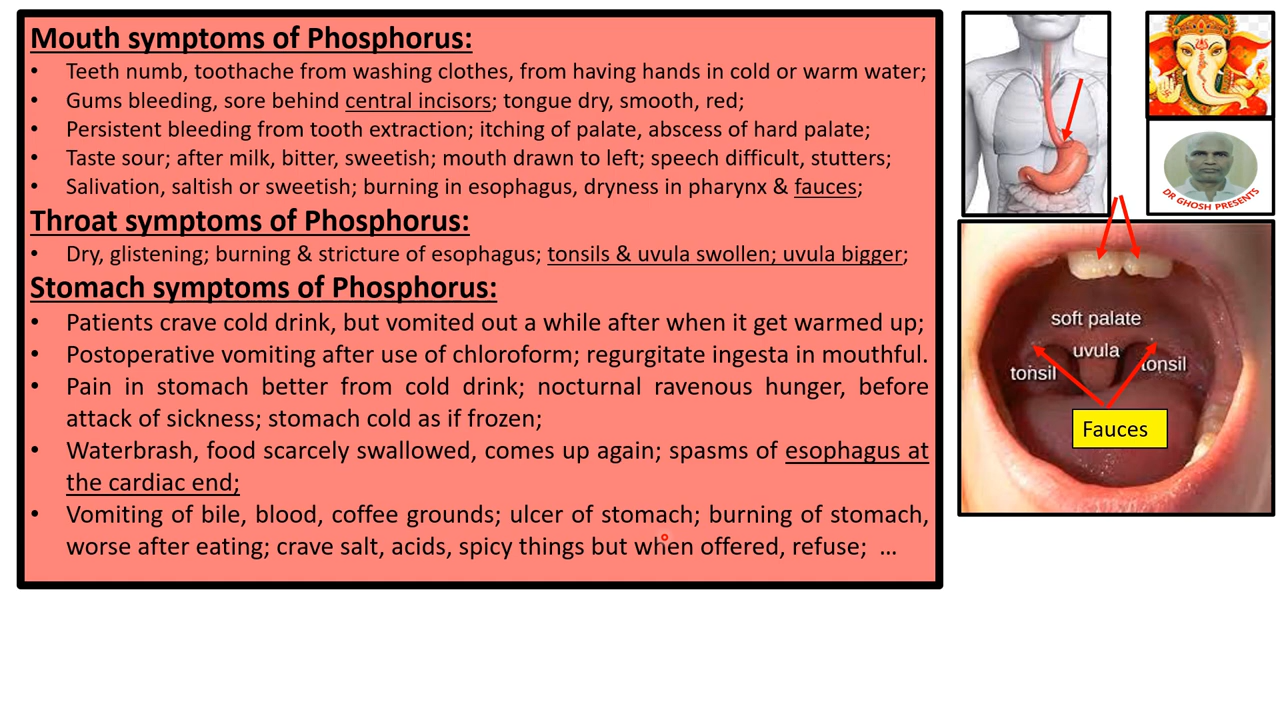 Mouth symptoms of Phosphorus:
• Teeth numb, toothache from washing clothes, from having hands in cold or warm water;
• Gums bleeding, sore behind central incisors; tongue dry, smooth, red;
• Persistent bleeding from tooth extraction; itching of palate, abscess of hard palate;
• Taste sour; after milk, bitter, sweetish; mouth drawn to left; speech difficult, stutters;
• Salivation, saltish or sweetish; burning in esophagus, dryness in pharynx & fauces;
Throat symptoms of Phosphorus:
• Dry, glistening; burning & stricture of esophagus; tonsils & uvula swollen; uvula bigger;
Stomach symptoms of Phosphorus:
• Patients crave cold drink, but vomited out a while after when it get warmed up;
• Postoperative vomiting after use of chloroform; regurgitate ingesta in mouthful.
• Pain in stomach better from cold drink; nocturnal ravenous hunger, before
attack of sickness; stomach cold as if frozen;
• Waterbrash, food scarcely swallowed, comes up again; spasms of esophagus at
the cardiac end;
• Vomiting of bile, blood, coffee grounds; ulcer of stomach; burning of stomach,
worse after eating; crave salt, acids, spicy things but when offered, refuse; ...
DR GHOSH PRESENTS
soft palate
uvula
tonsil
tonsil
Fauces